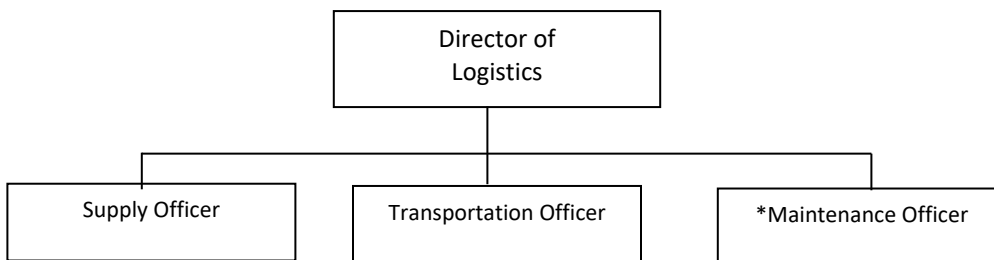 Director of
Logistics
Supply Officer
Transportation Officer
*Maintenance Officer